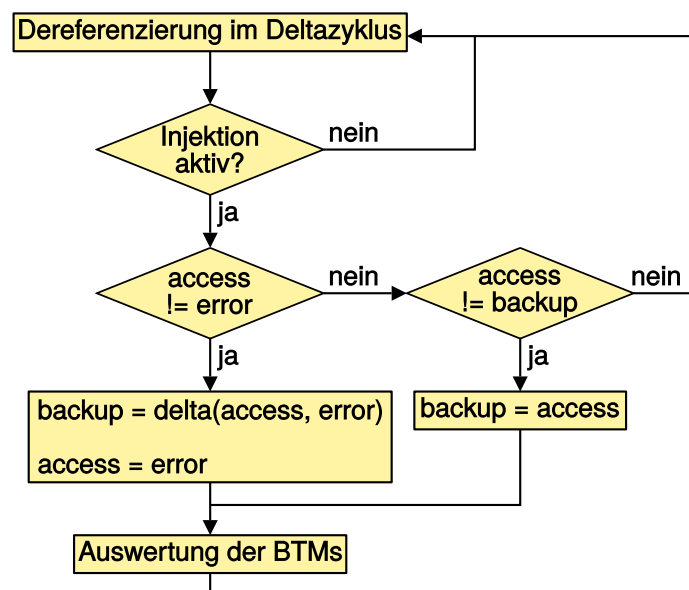 Dereferenzierung im Deltazyklus
Injektion
aktiv?
nein
ja
access
!= error
nein
access
!= backup
nein
ja
ja
backup = delta(access, error)
access = error
backup = access
Auswertung der BTMs